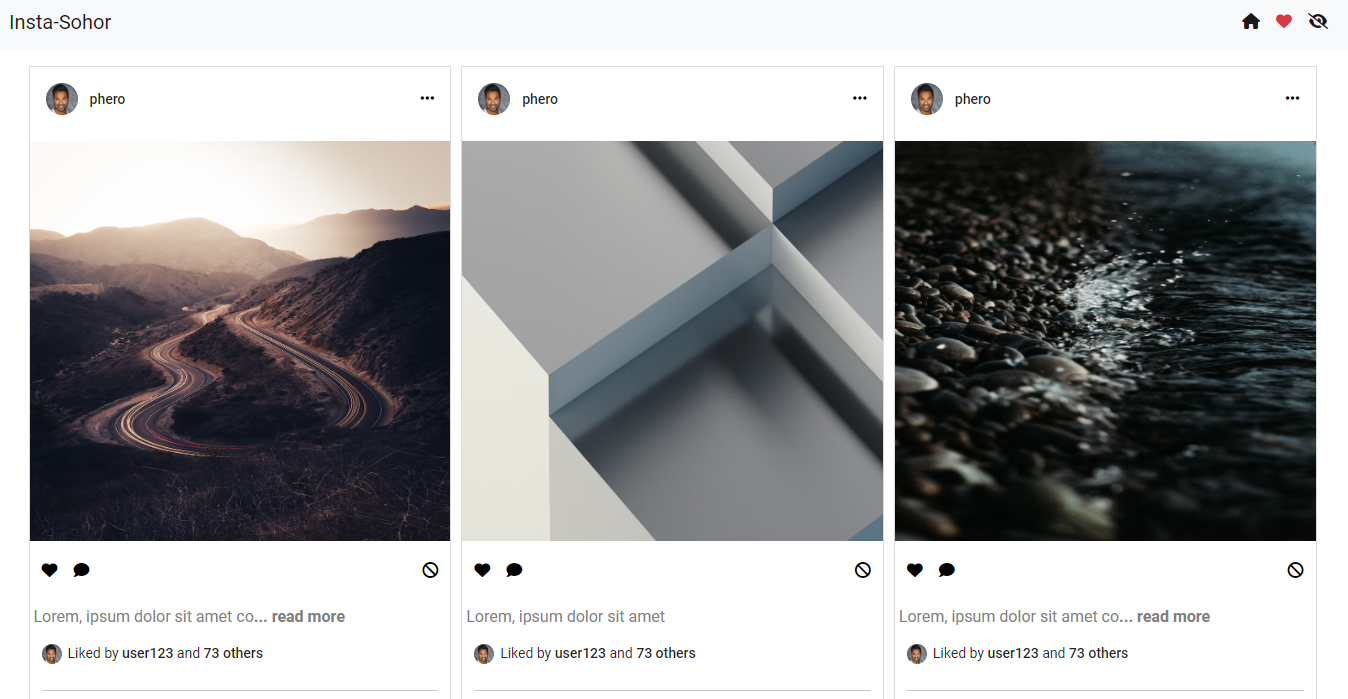 Insta-Sohor
phero
phero
phero
Lorem, ipsum dolor sit amet co... read more
Lorem, ipsum dolor sit amet
Lorem, ipsum dolor sit amet co... read more
Liked by user123 and 73 others
Liked by user123 and 73 others
Liked by user123 and 73 others